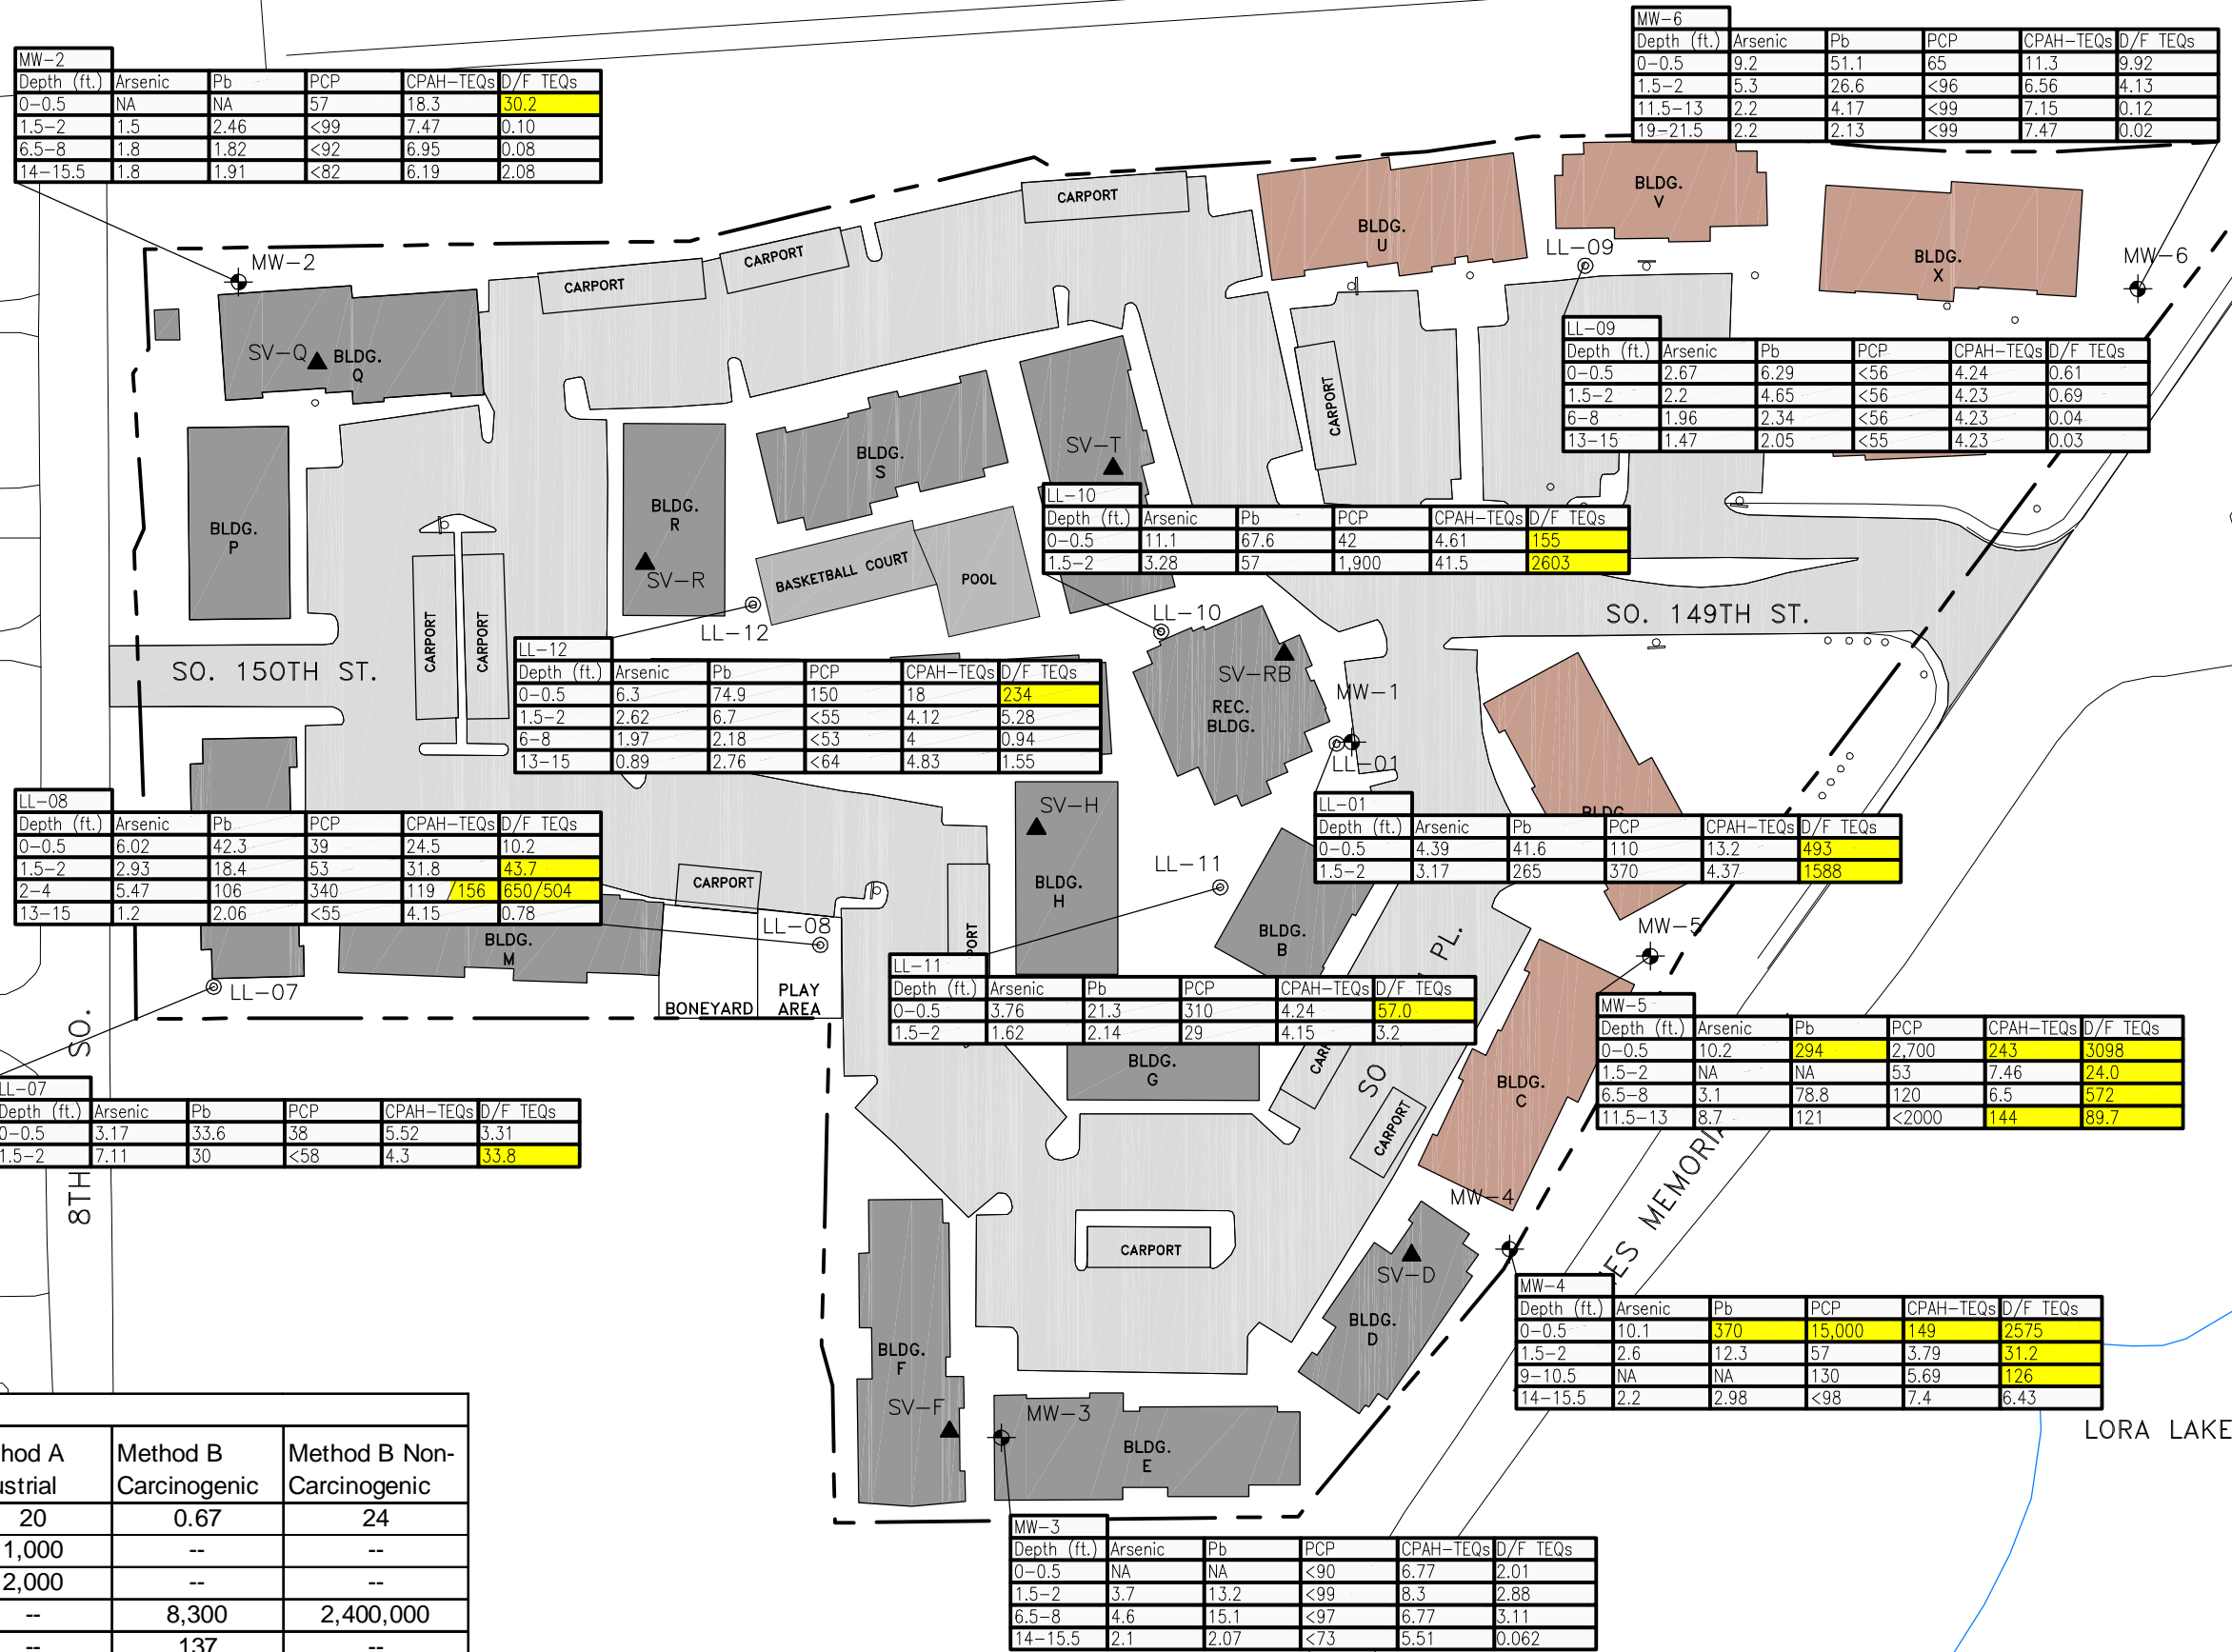 MW-2
Depth (ft.) Arsenic Pb PCP CPAH-TEQs D/F TEQs
0-0.5 NA NA 57 18.3 30.2
1.5-2 1.5 2.46 <99 7.47 0.10
6.5-8 1.8 1.82 <92 6.95 0.08
14-15.5 1.8 1.91 <82 6.19 2.08
MW-6
Depth (ft.) Arsenic Pb PCP CPAH-TEQs D/F TEQs
0-0.5 9.2 51.1 65 11.3 9.92
1.5-2 5.3 26.6 <96 6.56 4.13
11.5-13 2.2 4.17 <99 7.15 0.12
19-21.5 2.2 2.13 <99 7.47 0.02
CARPORT
BLDG.
U
BLDG.
V
BLDG.
X
MW-2
CARPORT
CARPORT
LL-09
MW-6
SV-Q
BLDG.
Q
CARPORT
LL-09
Depth (ft.) Arsenic Pb PCP CPAH-TEQs D/F TEQs
0-0.5 2.67 6.29 <56 4.24 0.61
1.5-2 2.2 4.65 <56 4.23 0.69
6-8 1.96 2.34 <56 4.23 0.04
13-15 1.47 2.05 <55 4.23 0.03
BLDG.
P
BLDG.
R
SV-R
BLDG.
S
SV-T
BASKETBALL COURT
POOL
LL-10
Depth (ft.) Arsenic Pb PCP CPAH-TEQs D/F TEQs
0-0.5 11.1 67.6 42 4.61 155
1.5-2 3.28 57 1,900 41.5 2603
LL-12
LL-10
SO. 149TH ST.
SO. 150TH ST.
CARPORT
CARPORT
LL-12
Depth (ft.) Arsenic Pb PCP CPAH-TEQs D/F TEQs
0-0.5 6.3 74.9 150 18 234
1.5-2 2.62 6.7 <55 4.12 5.28
6-8 1.97 2.18 <53 4 0.94
13-15 0.89 2.76 <64 4.83 1.55
SV-RB
REC.
BLDG.
MW-1
LL-01
LL-08
Depth (ft.) Arsenic Pb PCP CPAH-TEQs D/F TEQs
0-0.5 6.02 42.3 39 24.5 10.2
1.5-2 2.93 18.4 53 31.8 43.7
2-4 5.47 106 340 119 /156 650/504
13-15 1.2 2.06 <55 4.15 0.78
SV-H
BLDG.
H
LL-11
BLDG.
LL-01
Depth (ft.) Arsenic Pb PCP CPAH-TEQs D/F TEQs
0-0.5 4.39 41.6 110 13.2 493
1.5-2 3.17 265 370 4.37 1588
CARPORT
BLDG.
M
LL-08
PORT
BLDG.
B
PL.
MW-5
LL-07
BONEYARD
PLAY
AREA
LL-11
Depth (ft.) Arsenic Pb PCP CPAH-TEQs D/F TEQs
0-0.5 3.76 21.3 310 4.24 57.0
1.5-2 1.62 2.14 29 4.15 3.2
MW-5
Depth (ft.) Arsenic Pb PCP CPAH-TEQs D/F TEQs
0-0.5 10.2 294 2,700 243 3098
1.5-2 NA NA 53 7.46 24.0
6.5-8 3.1 78.8 120 6.5 572
11.5-13 8.7 121 <2000 144 89.7
BLDG.
G
CAR
SO
BLDG.
C
CARPORT
LL-07
Depth (ft.) Arsenic Pb PCP CPAH-TEQs D/F TEQs
0-0.5 3.17 33.6 38 5.52 3.31
1.5-2 7.11 30 <58 4.3 33.8
8TH
SO.
MW-4
ES MEMORIA
CARPORT
SV-D
BLDG.
D
MW-4
Depth (ft.) Arsenic Pb PCP CPAH-TEQs D/F TEQs
0-0.5 10.1 370 15,000 149 2575
1.5-2 2.6 12.3 57 3.79 31.2
9-10.5 NA NA 130 5.69 126
14-15.5 2.2 2.98 <98 7.4 6.43
BLDG.
F
SV-F
MW-3
BLDG.
E
LORA LAKE
hod A
ustrial
Method B
Carcinogenic
Method B Non-
Carcinogenic
20 0.67 24
1,000 -- --
2,000 -- --
-- 8,300 2,400,000
-- 137 --
MW-3
Depth (ft.) Arsenic Pb PCP CPAH-TEQs D/F TEQs
0-0.5 NA NA <90 6.77 2.01
1.5-2 3.7 13.2 <99 8.3 2.88
6.5-8 4.6 15.1 <97 6.77 3.11
14-15.5 2.1 2.07 <73 5.51 0.062